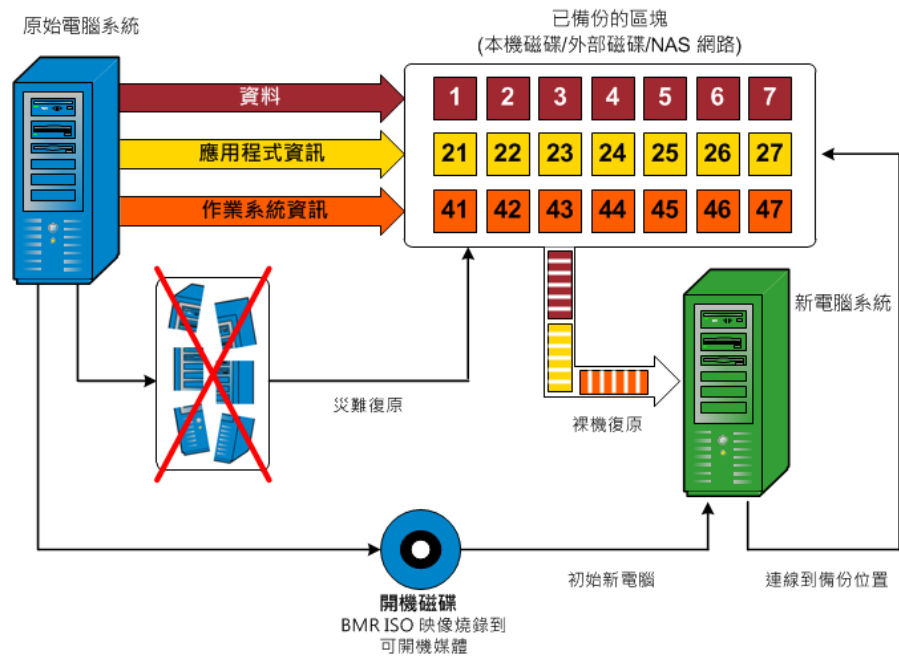 原始電腦系統
已備份的區塊
(本機磁碟/外部磁碟/NAS 網路)
資料
1 2 3 4 5 6 7
應用程式資訊
21 22 23 24 25 26 27
作業系統資訊
41 42 43 44 45 46 47
新電腦系統
災難復原
裸機復原
初始新電腦
連線到備份位置
開機磁碟
BMR ISO 映像燒錄到
可開機媒體